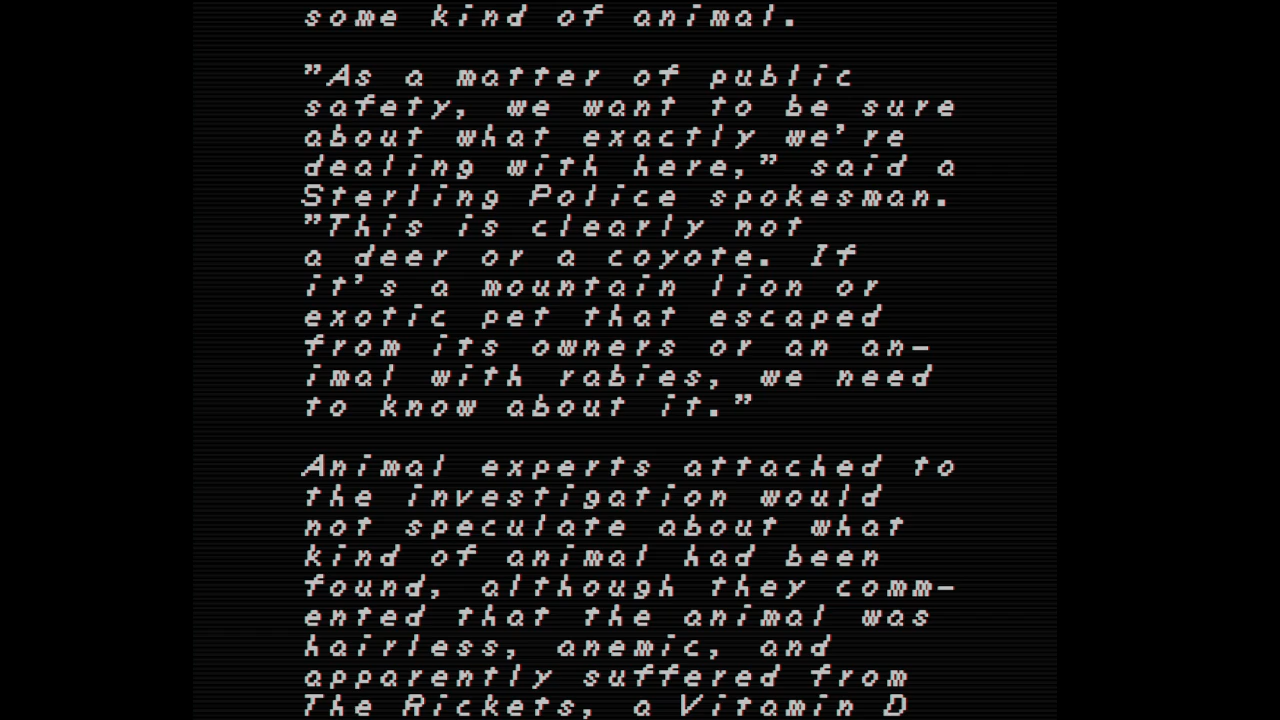 some kind of animal.
"As a matter of public
safety, we want to be sure
about what exactly we're
dealing with here," said a
Sterling Police spokesman.
"This is clearly not
a deer or a coyote. If
it's a mountain lion or
exotic pet that escaped
from its owners or an an-
imal with rabies, we need
to know about it."
Animal experts attached to
the investigation would
not speculate about what
kind of animal had been
found, although they comm-
ented that the animal was
hairless, anemic, and
apparently suffered from
The Rickets, a Vitamin D